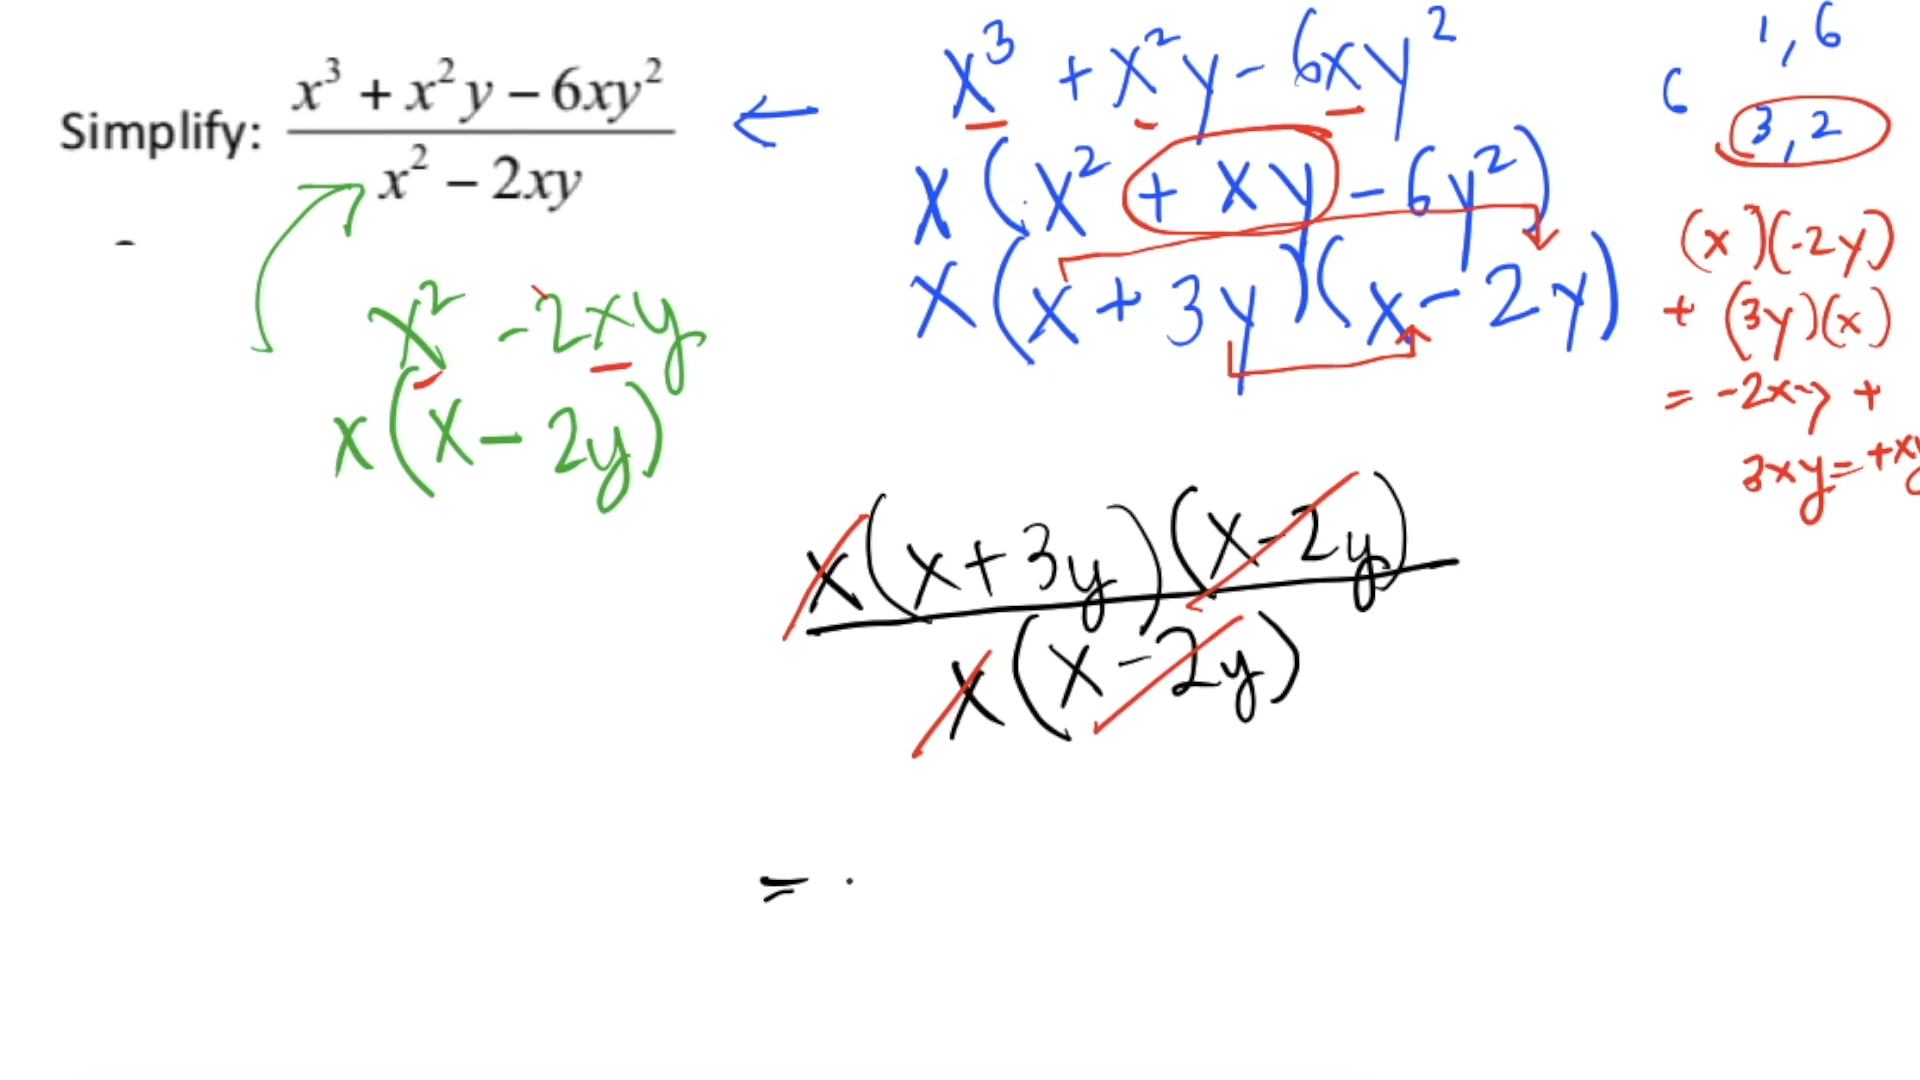 Simplify: (x³ + x²y – 6xy²)/(x² – 2xy)
x² - 2xy
x(x - 2y)
x³ + x²y - 6xy²
x(x² + xy - 6y²)
x(x + 3y)(x - 2y)
6
1, 6
3, 2
(x)(-2y)
+ (3y)(x)
= -2xy +
3xy = +xy
x(x+3y)(x-2y)
x(x-2y)
=